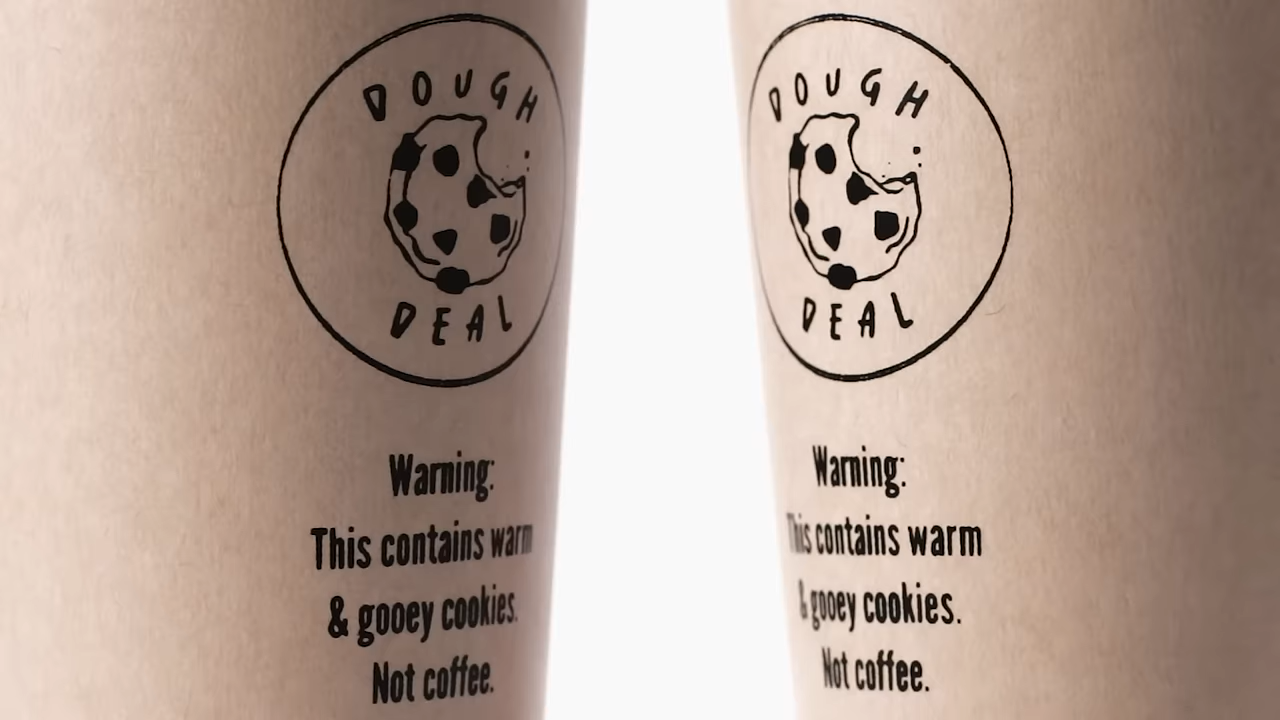 DOUGH
DEAL
Warning:
This contains warm
& gooey cookies.
Not coffee.
DOUGH
DEAL
Warning:
This contains warm
& gooey cookies.
Not coffee.